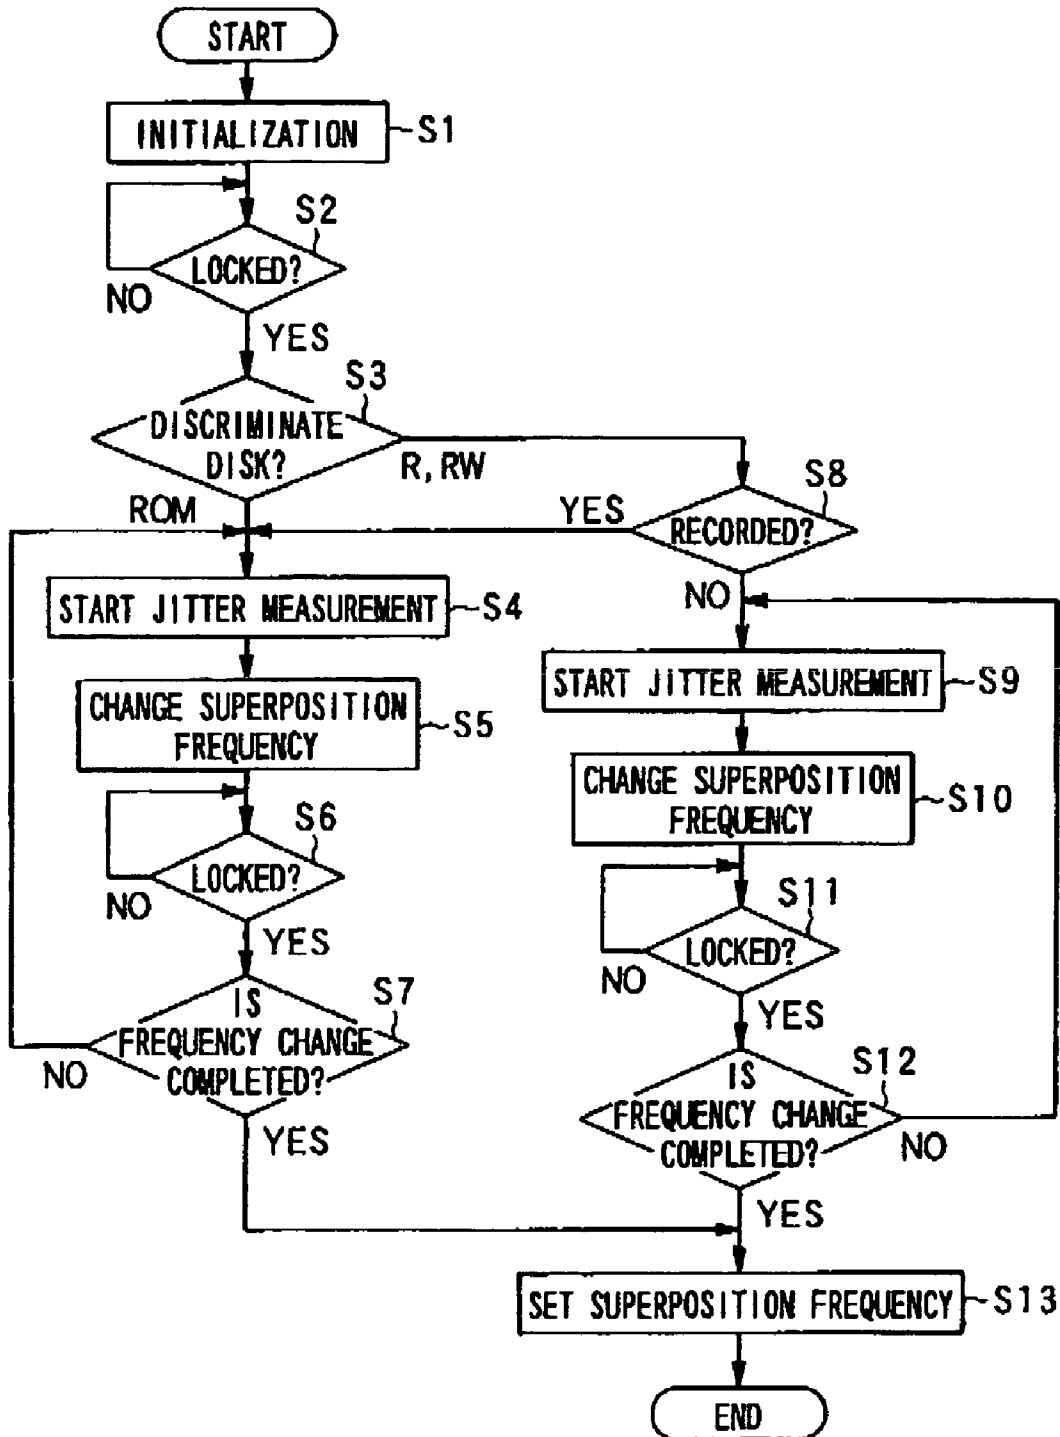 START
INITIALIZATION
S1
S2
LOCKED?
NO
YES
S3
DISCRIMINATE
DISK?
R, RW
ROM
S8
YES
RECORDED?
NO
START JITTER MEASUREMENT
S4
START JITTER MEASUREMENT
S9
CHANGE SUPERPOSITION
FREQUENCY
S5
CHANGE SUPERPOSITION
FREQUENCY
S10
S6
LOCKED?
NO
YES
S11
LOCKED?
NO
YES
S7
IS
FREQUENCY CHANGE
COMPLETED?
NO
YES
S12
IS
FREQUENCY CHANGE
COMPLETED?
NO
YES
SET SUPERPOSITION FREQUENCY
S13
END